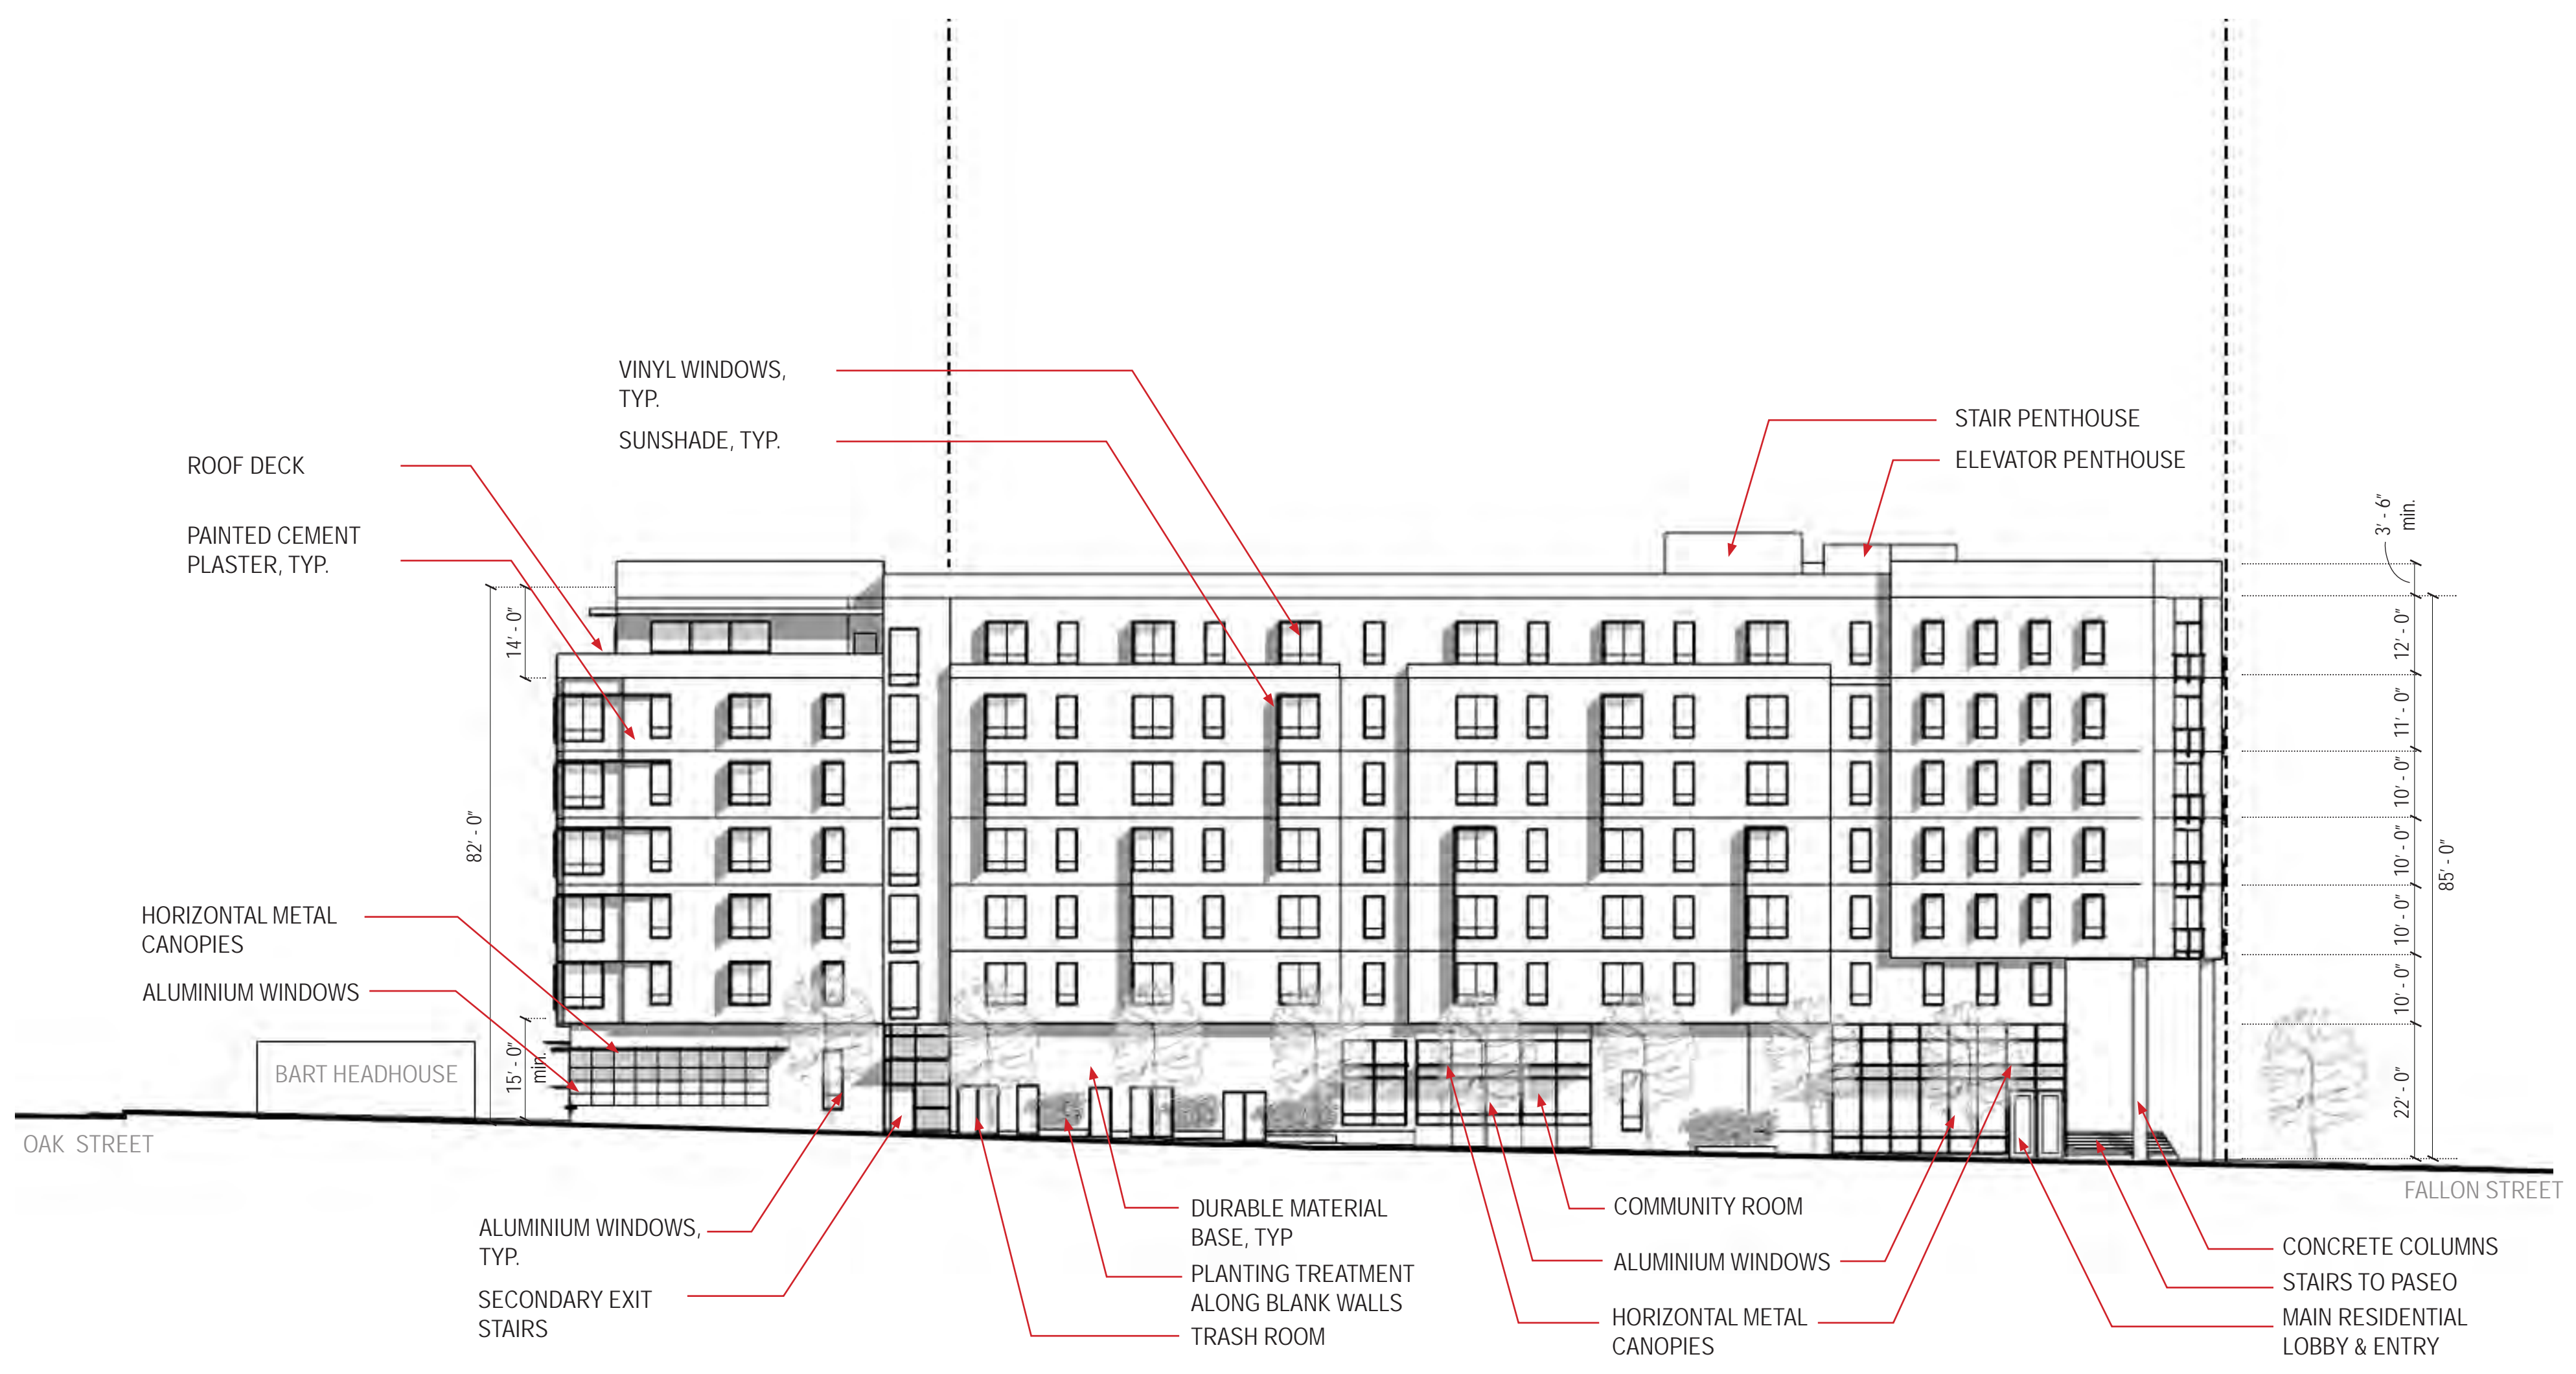 VINYL WINDOWS,
TYP.
SUNSHADE, TYP.
STAIR PENTHOUSE
ELEVATOR PENTHOUSE
ROOF DECK
PAINTED CEMENT
PLASTER, TYP.
3' - 6"
min.
14' - 0"
12' - 0"
11' - 0"
10' - 0"
10' - 0"
10' - 0"
10' - 0"
22' - 0"
85' - 0"
82' - 0"
15' - 0"
min.
HORIZONTAL METAL
CANOPIES
ALUMINIUM WINDOWS
BART HEADHOUSE
OAK STREET
FALLON STREET
ALUMINIUM WINDOWS,
TYP.
SECONDARY EXIT
STAIRS
DURABLE MATERIAL
BASE, TYP
PLANTING TREATMENT
ALONG BLANK WALLS
TRASH ROOM
COMMUNITY ROOM
ALUMINIUM WINDOWS
HORIZONTAL METAL
CANOPIES
CONCRETE COLUMNS
STAIRS TO PASEO
MAIN RESIDENTIAL
LOBBY & ENTRY